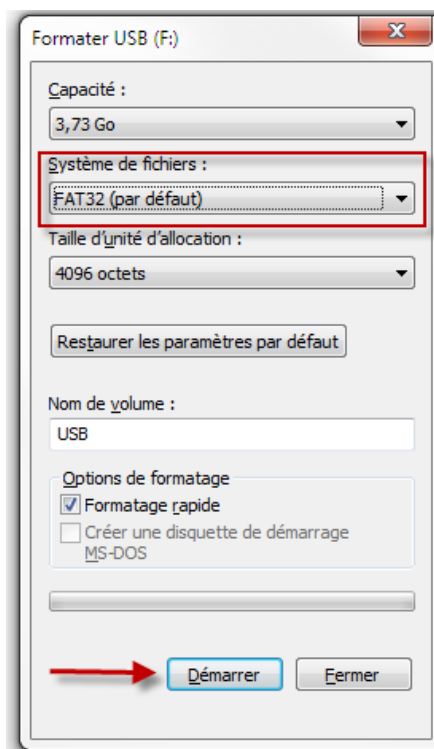 Formater USB (F:)
Capacité :
3,73 Go
Système de fichiers :
FAT32 (par défaut)
Taille d'unité d'allocation :
4096 octets
Restaurer les paramètres par défaut
Nom de volume :
USB
Options de formatage
Formatage rapide
Créer une disquette de démarrage
MS-DOS
Démarrer Fermer